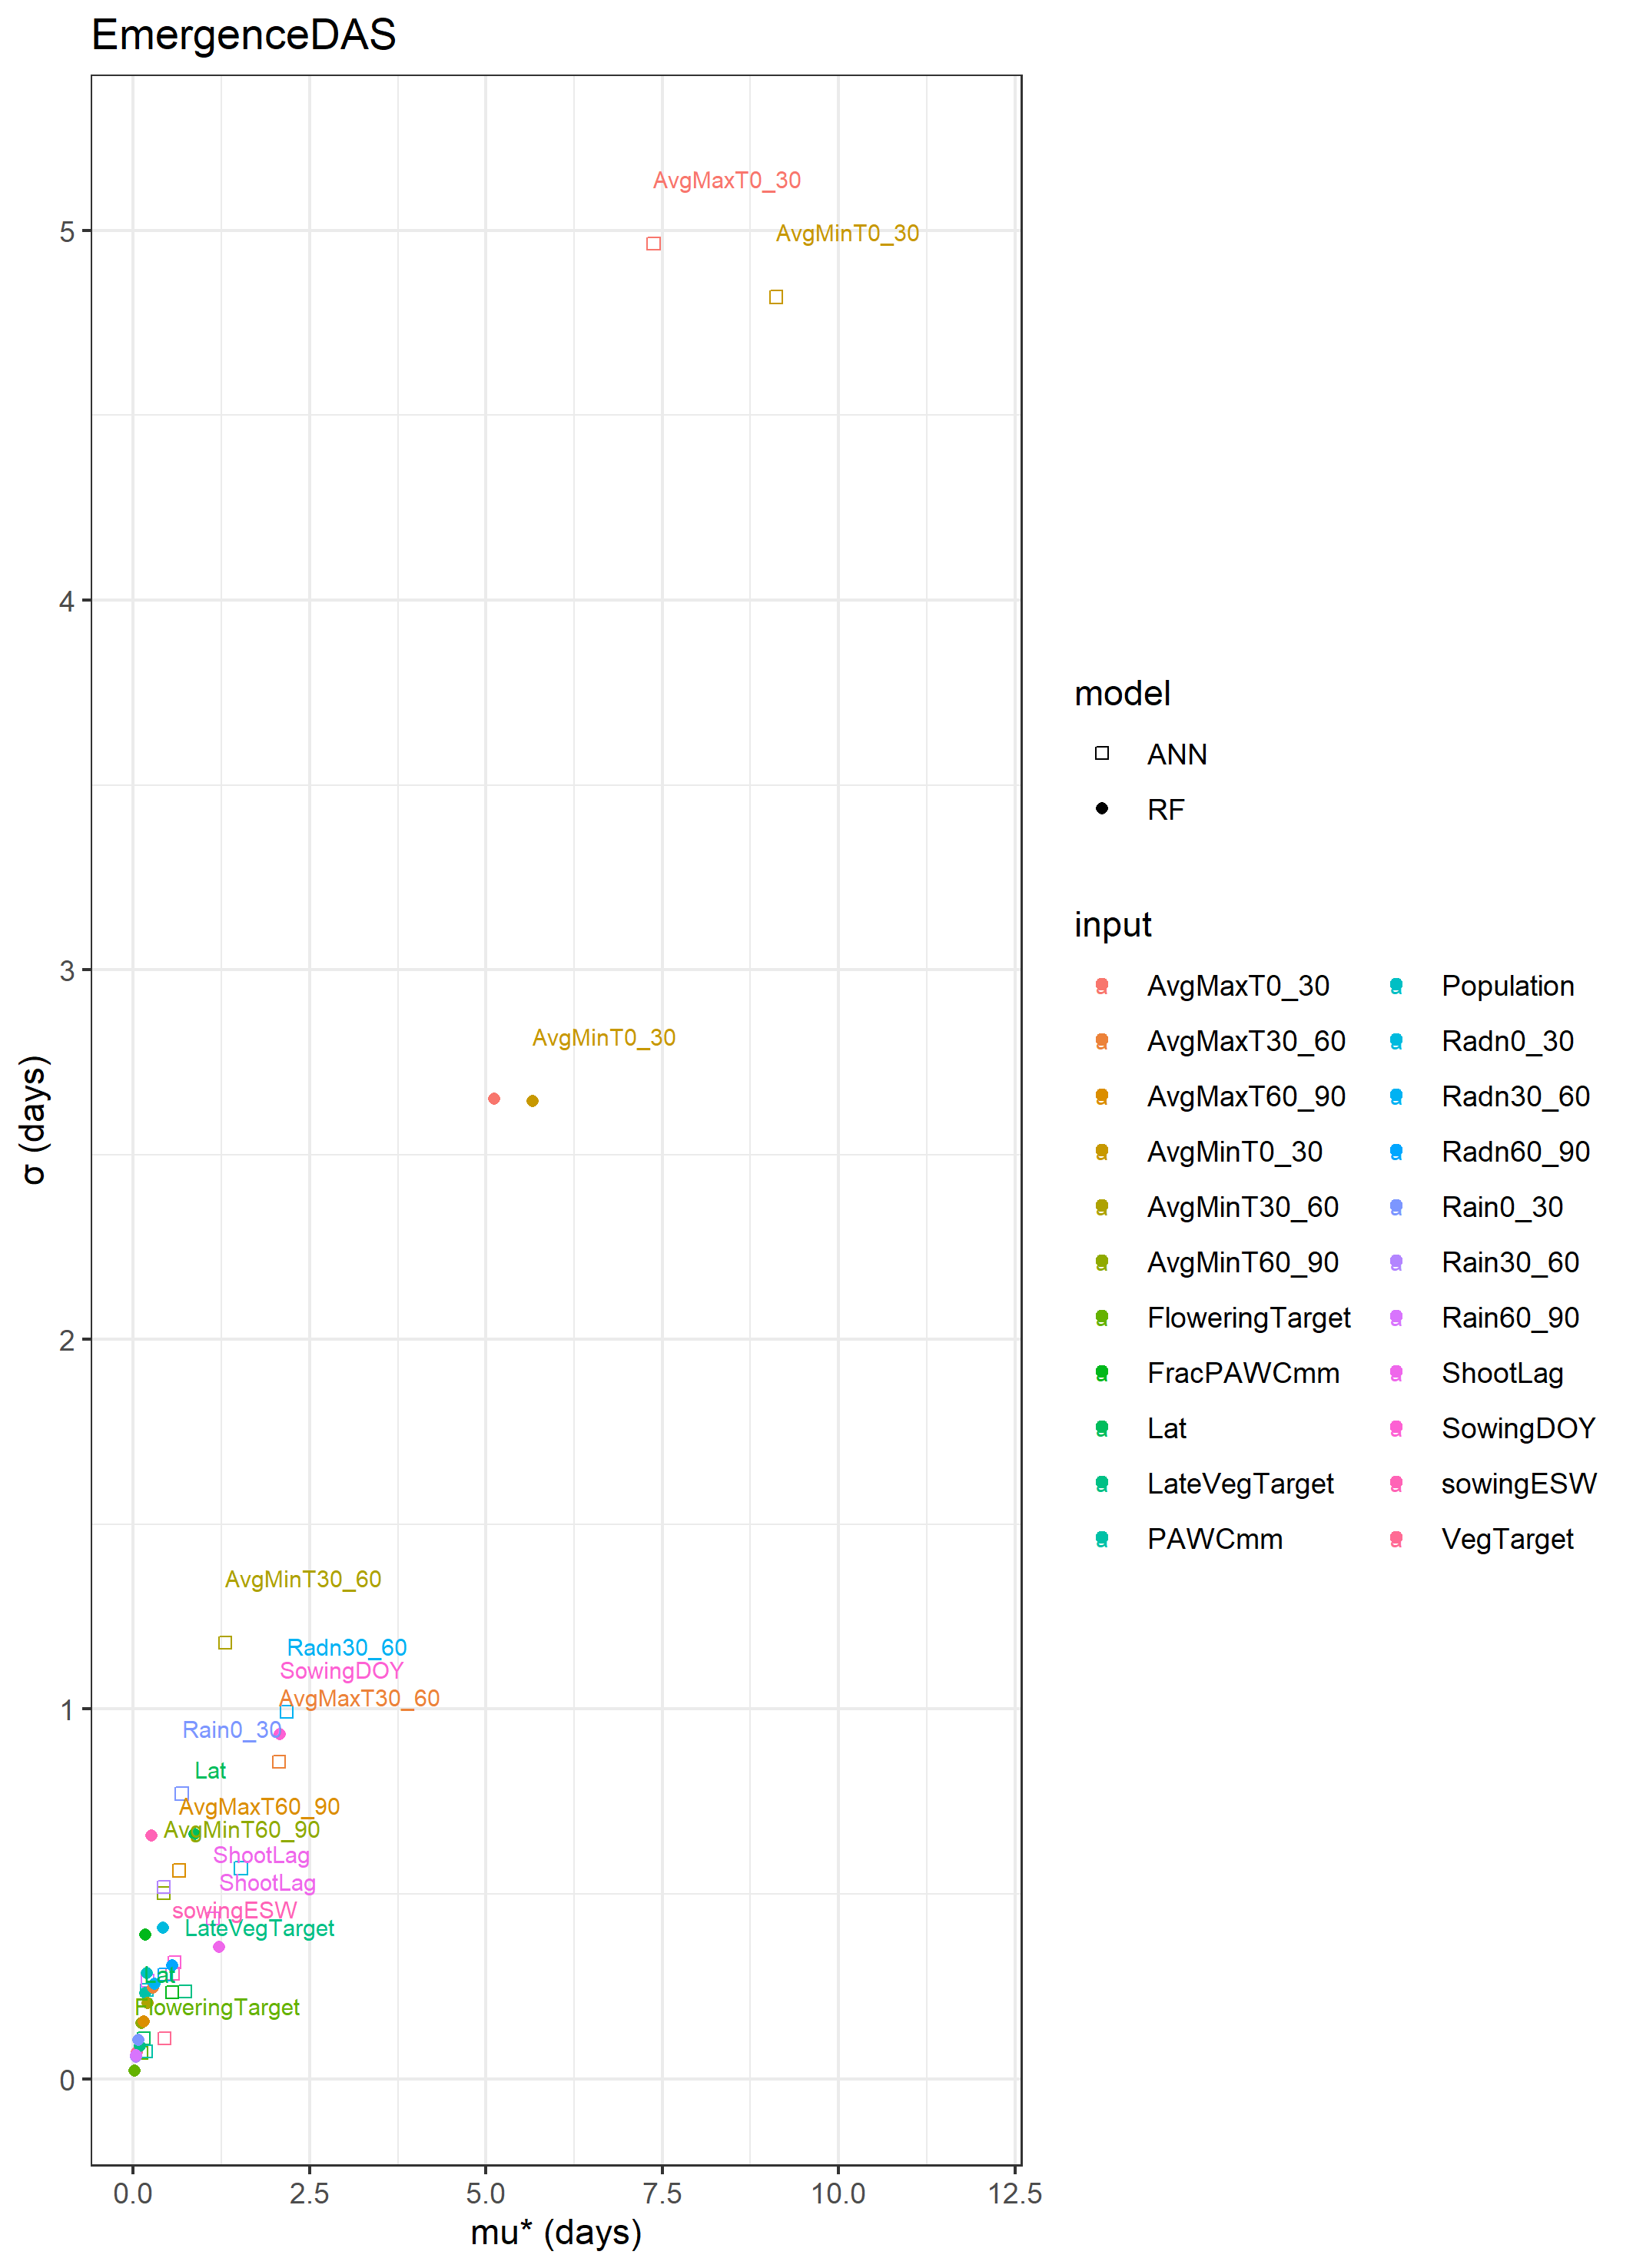 EmergenceDAS
AvgMaxT0_30
AvgMinT0_30
AvgMinT0_30
AvgMinT30_60
Radn30_60
SowingDOY
AvgMaxT30_60
Rain0_30
Lat
AvgMaxT60_90
AvgMinT60_90
ShootLag
ShootLag
sowingESW
LateVegTarget
Lat
FloweringTarget
5
4
3
2
1
0
σ (days)
0.0 2.5 5.0 7.5 10.0 12.5
mu* (days)
model
ANN
RF
input
AvgMaxT0_30 Population
AvgMaxT30_60 Radn0_30
AvgMaxT60_90 Radn30_60
AvgMinT0_30 Radn60_90
AvgMinT30_60 Rain0_30
AvgMinT60_90 Rain30_60
FloweringTarget Rain60_90
FracPAWCmm ShootLag
Lat SowingDOY
LateVegTarget sowingESW
PAWCmm VegTarget